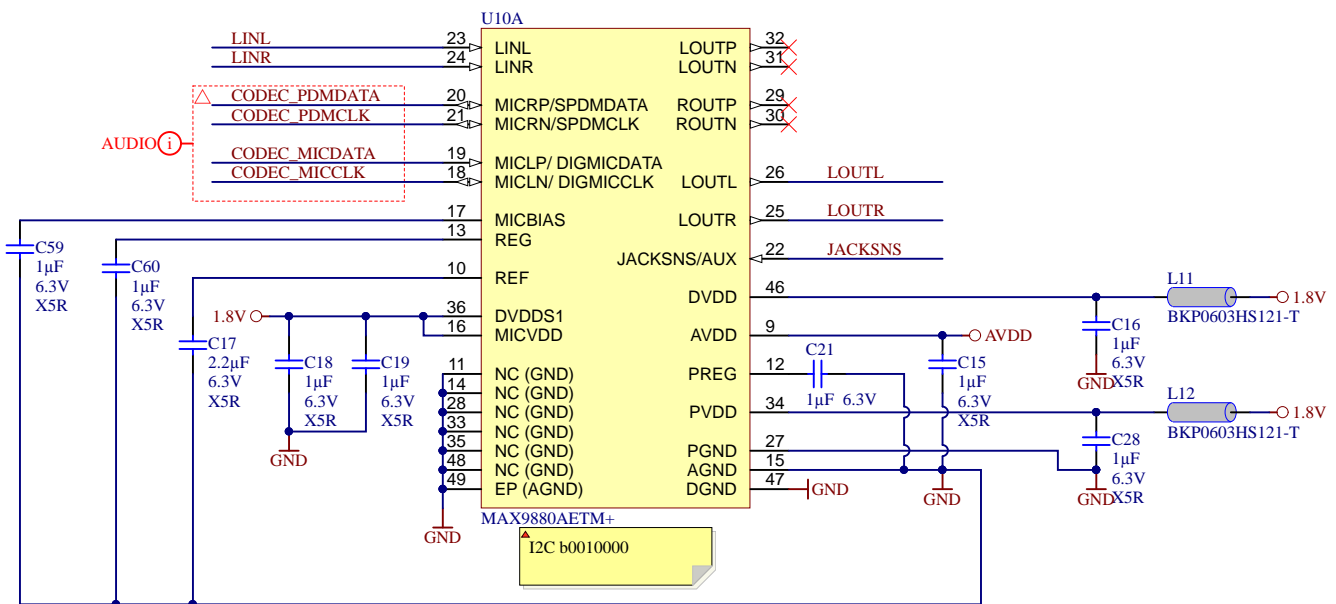 U10A
LINL 23 LINL
LINR 24 LINR
CODEC_PDMDATA 20 MICRP/SPDMDATA
CODEC_PDMCLK 21 MICRN/SPDMCLK
AUDIO i
CODEC_MICDATA 19 MICLP/ DIGMICDATA
CODEC_MICCLK 18 MICLN/ DIGMICCLK
17 MICBIAS
13 REG
10 REF
1.8V 36 DVDDS1
16 MICVDD
11 NC (GND)
14 NC (GND)
28 NC (GND)
33 NC (GND)
35 NC (GND)
48 NC (GND)
49 EP (AGND)
LOUTP 32
LOUTN 31
ROUTP 29
ROUTN 30
LOUTL 26 LOUTL
LOUTR 25 LOUTR
JACKSNS/AUX 22 JACKSNS
DVDD 46
AVDD 9 AVDD
PREG 12
PVDD 34
PGND 27
AGND 15
DGND 47 GND
C59
1µF
6.3V
X5R
C60
1µF
6.3V
X5R
C17
2.2µF
6.3V
X5R
C18
1µF
6.3V
X5R
GND
C19
1µF
6.3V
X5R
GND
C21
1µF 6.3V
C15
1µF
6.3V
X5R
GND
L11
BKP0603HS121-T
1.8V
C16
1µF
6.3V
X5R
GND
L12
BKP0603HS121-T
1.8V
C28
1µF
6.3V
X5R
GND
MAX9880AETM+
I2C b0010000